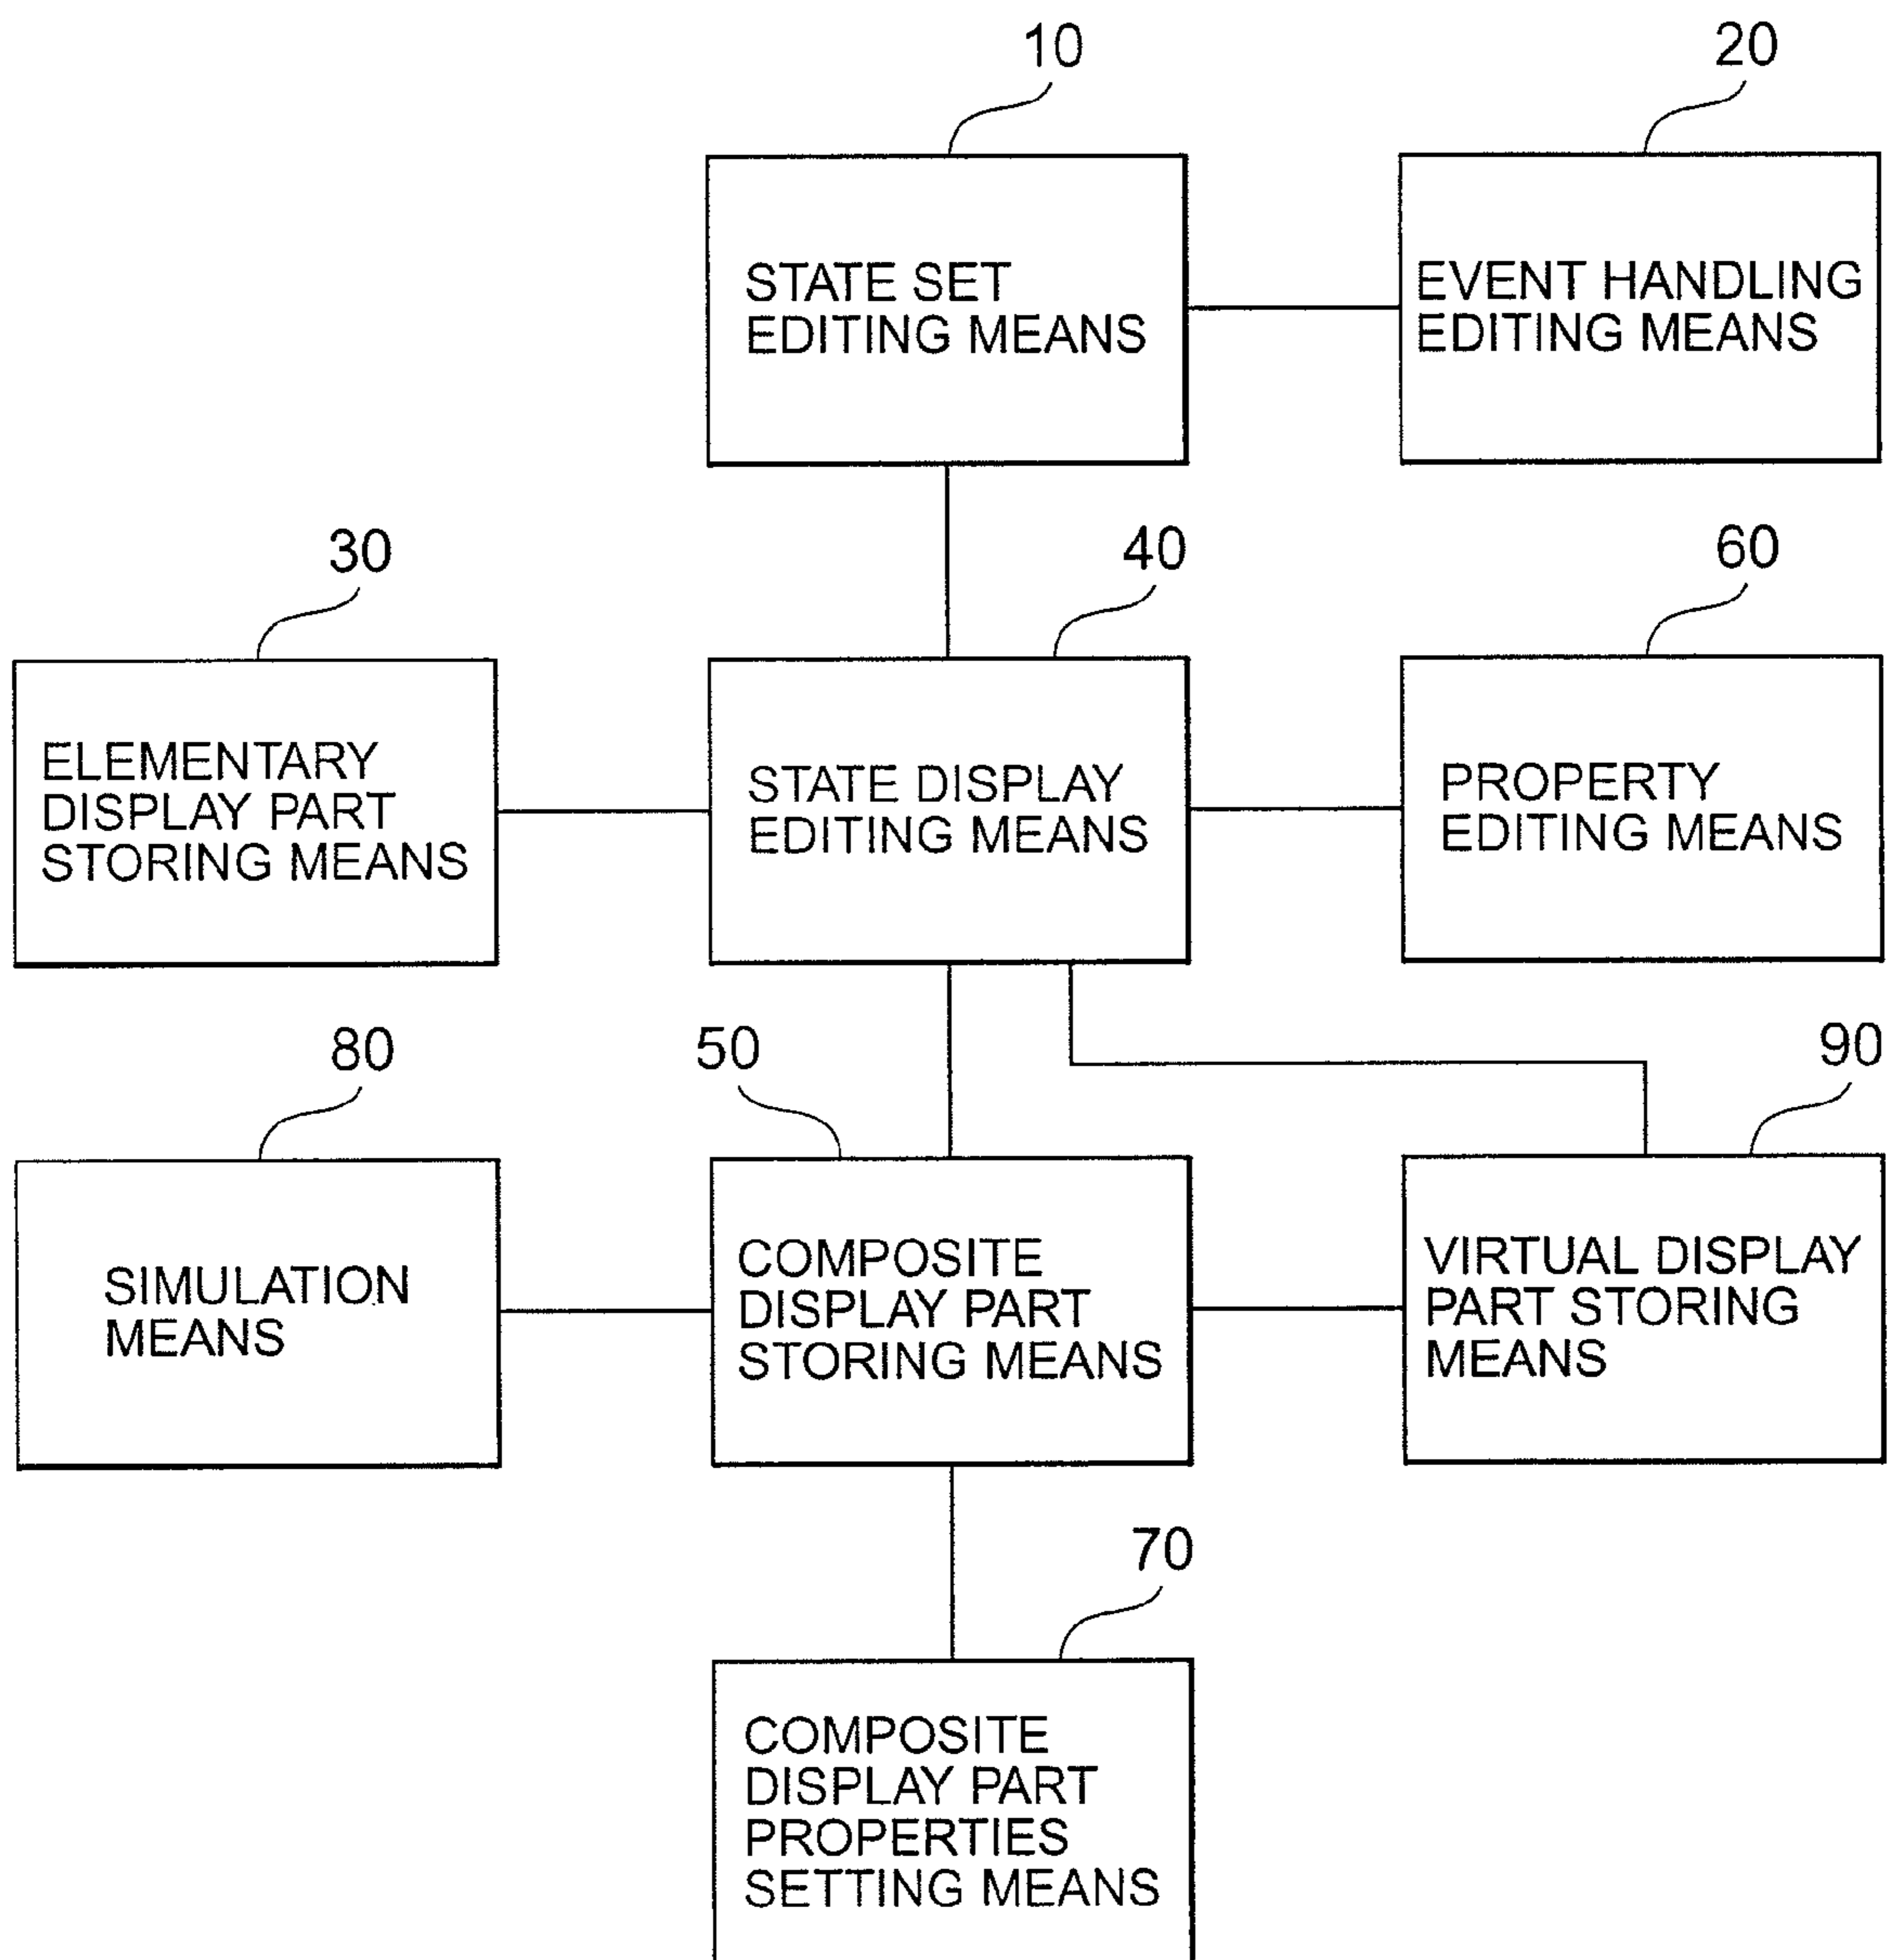 10
20
STATE SET
EDITING MEANS
EVENT HANDLING
EDITING MEANS
30
40
60
ELEMENTARY
DISPLAY PART
STORING MEANS
STATE DISPLAY
EDITING MEANS
PROPERTY
EDITING MEANS
80
50
90
SIMULATION
MEANS
COMPOSITE
DISPLAY PART
STORING MEANS
VIRTUAL DISPLAY
PART STORING
MEANS
70
COMPOSITE
DISPLAY PART
PROPERTIES
SETTING MEANS